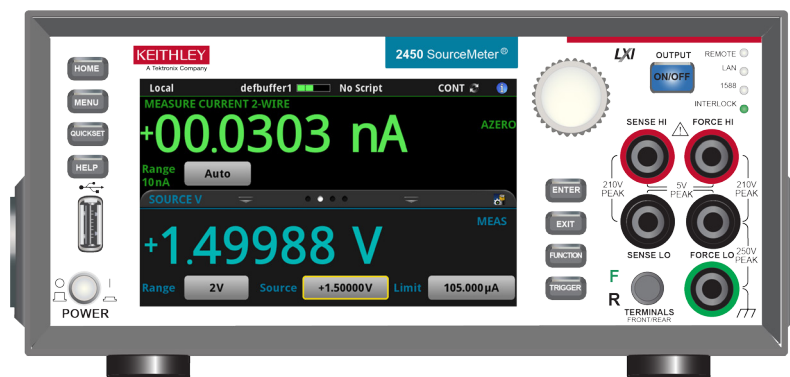 KEITHLEY
A Tektronix Company
2450 SourceMeter®
LXI
OUTPUT
ON/OFF
REMOTE
LAN
1588
INTERLOCK
HOME
MENU
QUICKSET
HELP
POWER
Local defbuffer1 No Script CONT
MEASURE CURRENT 2-WIRE
+00.0303 nA
AZERO
Range
10nA
Auto
SOURCE V
MEAS
+1.49988 V
Range 2V Source +1.50000V Limit 105.000µA
ENTER
EXIT
FUNCTION
TRIGGER
SENSE HI FORCE HI
210V
PEAK
5V
PEAK
210V
PEAK
SENSE LO FORCE LO
250V
PEAK
F
R
TERMINALS
FRONT/REAR